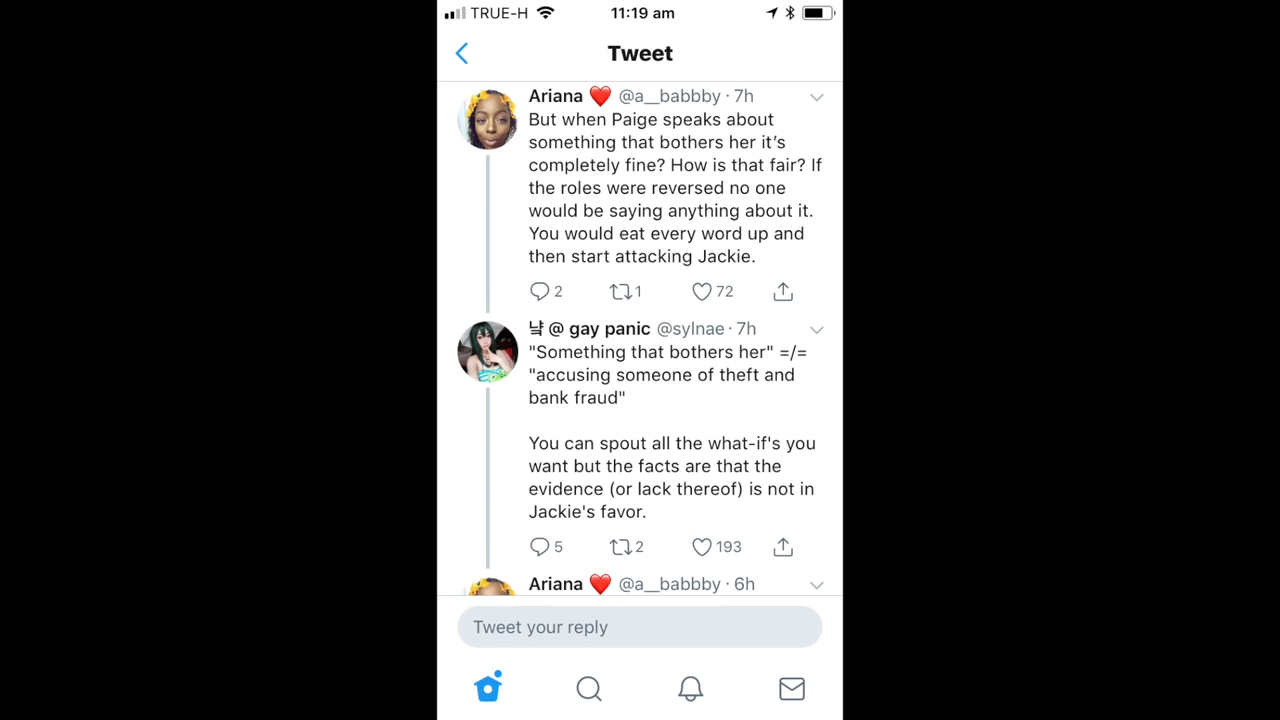 TRUE-H 11:19 am
Tweet
Ariana ❤️ @a__babbby · 7h
But when Paige speaks about
something that bothers her it’s
completely fine? How is that fair? If
the roles were reversed no one
would be saying anything about it.
You would eat every word up and
then start attacking Jackie.
2 1 72
냨 @ gay panic @sylnae · 7h
"Something that bothers her" =/=
"accusing someone of theft and
bank fraud"
You can spout all the what-if's you
want but the facts are that the
evidence (or lack thereof) is not in
Jackie's favor.
5 2 193
Ariana ❤️ @a__babbby · 6h
Tweet your reply